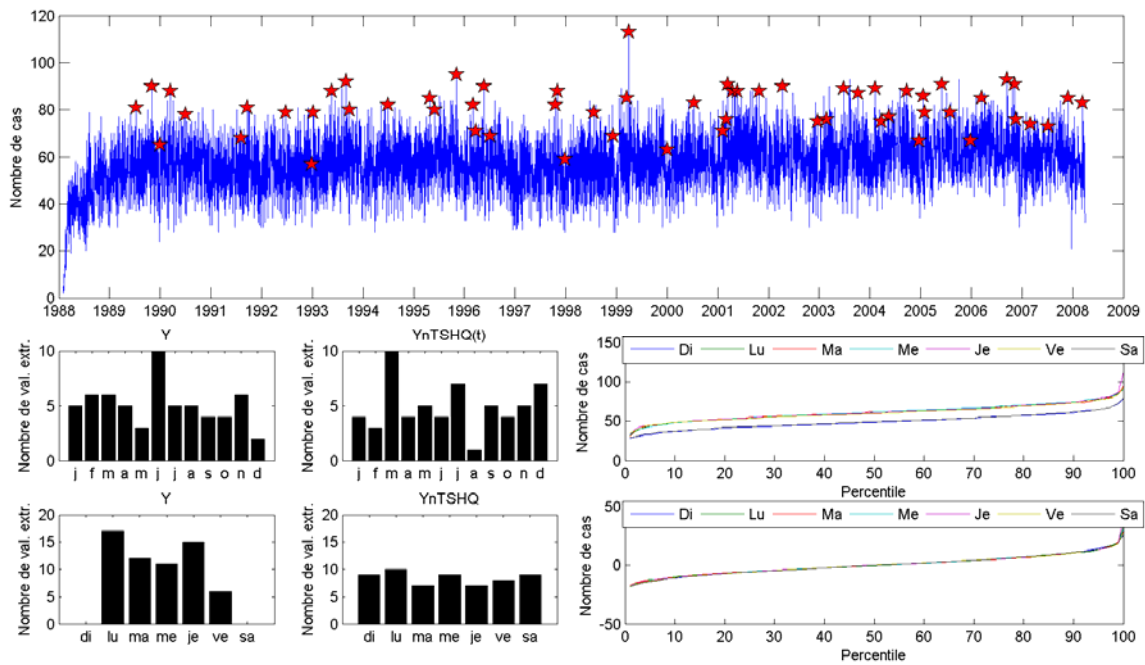 120
100
80
60
40
20
0
Nombre de cas
1988 1989 1990 1991 1992 1993 1994 1995 1996 1997 1998 1999 2000 2001 2002 2003 2004 2005 2006 2007 2008 2009
Y
10
5
0
Nombre de val. extr.
j f m a m j j a s o n d
YnTSHQ(t)
10
5
0
Nombre de val. extr.
j f m a m j j a s o n d
150
100
50
0
Nombre de cas
Di Lu Ma Me Je Ve Sa
0 10 20 30 40 50 60 70 80 90 100
Percentile
Y
20
15
10
5
0
Nombre de val. extr.
di lu ma me je ve sa
YnTSHQ
20
15
10
5
0
Nombre de val. extr.
di lu ma me je ve sa
50
0
-50
Nombre de cas
Di Lu Ma Me Je Ve Sa
0 10 20 30 40 50 60 70 80 90 100
Percentile